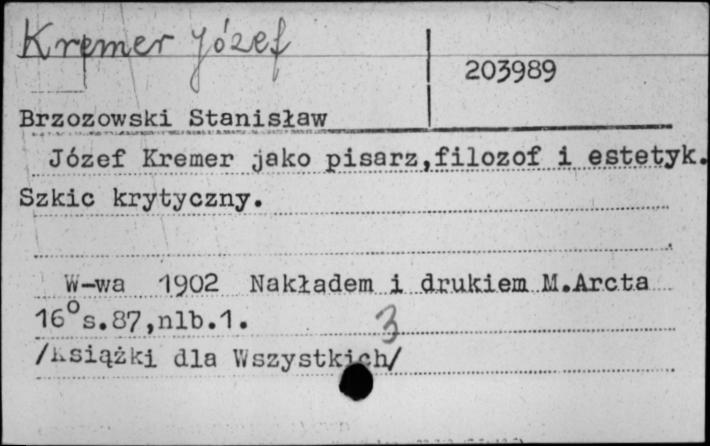 Kremer Józef
203989
Brzozowski Stanisław
Józef Kremer jako pisarz,filozof i estetyk.
Szkic krytyczny.
W-wa 1902 Nakładem i drukiem M.Arcta
16° s.87,nlb.1.
3
/Książki dla Wszystkich/